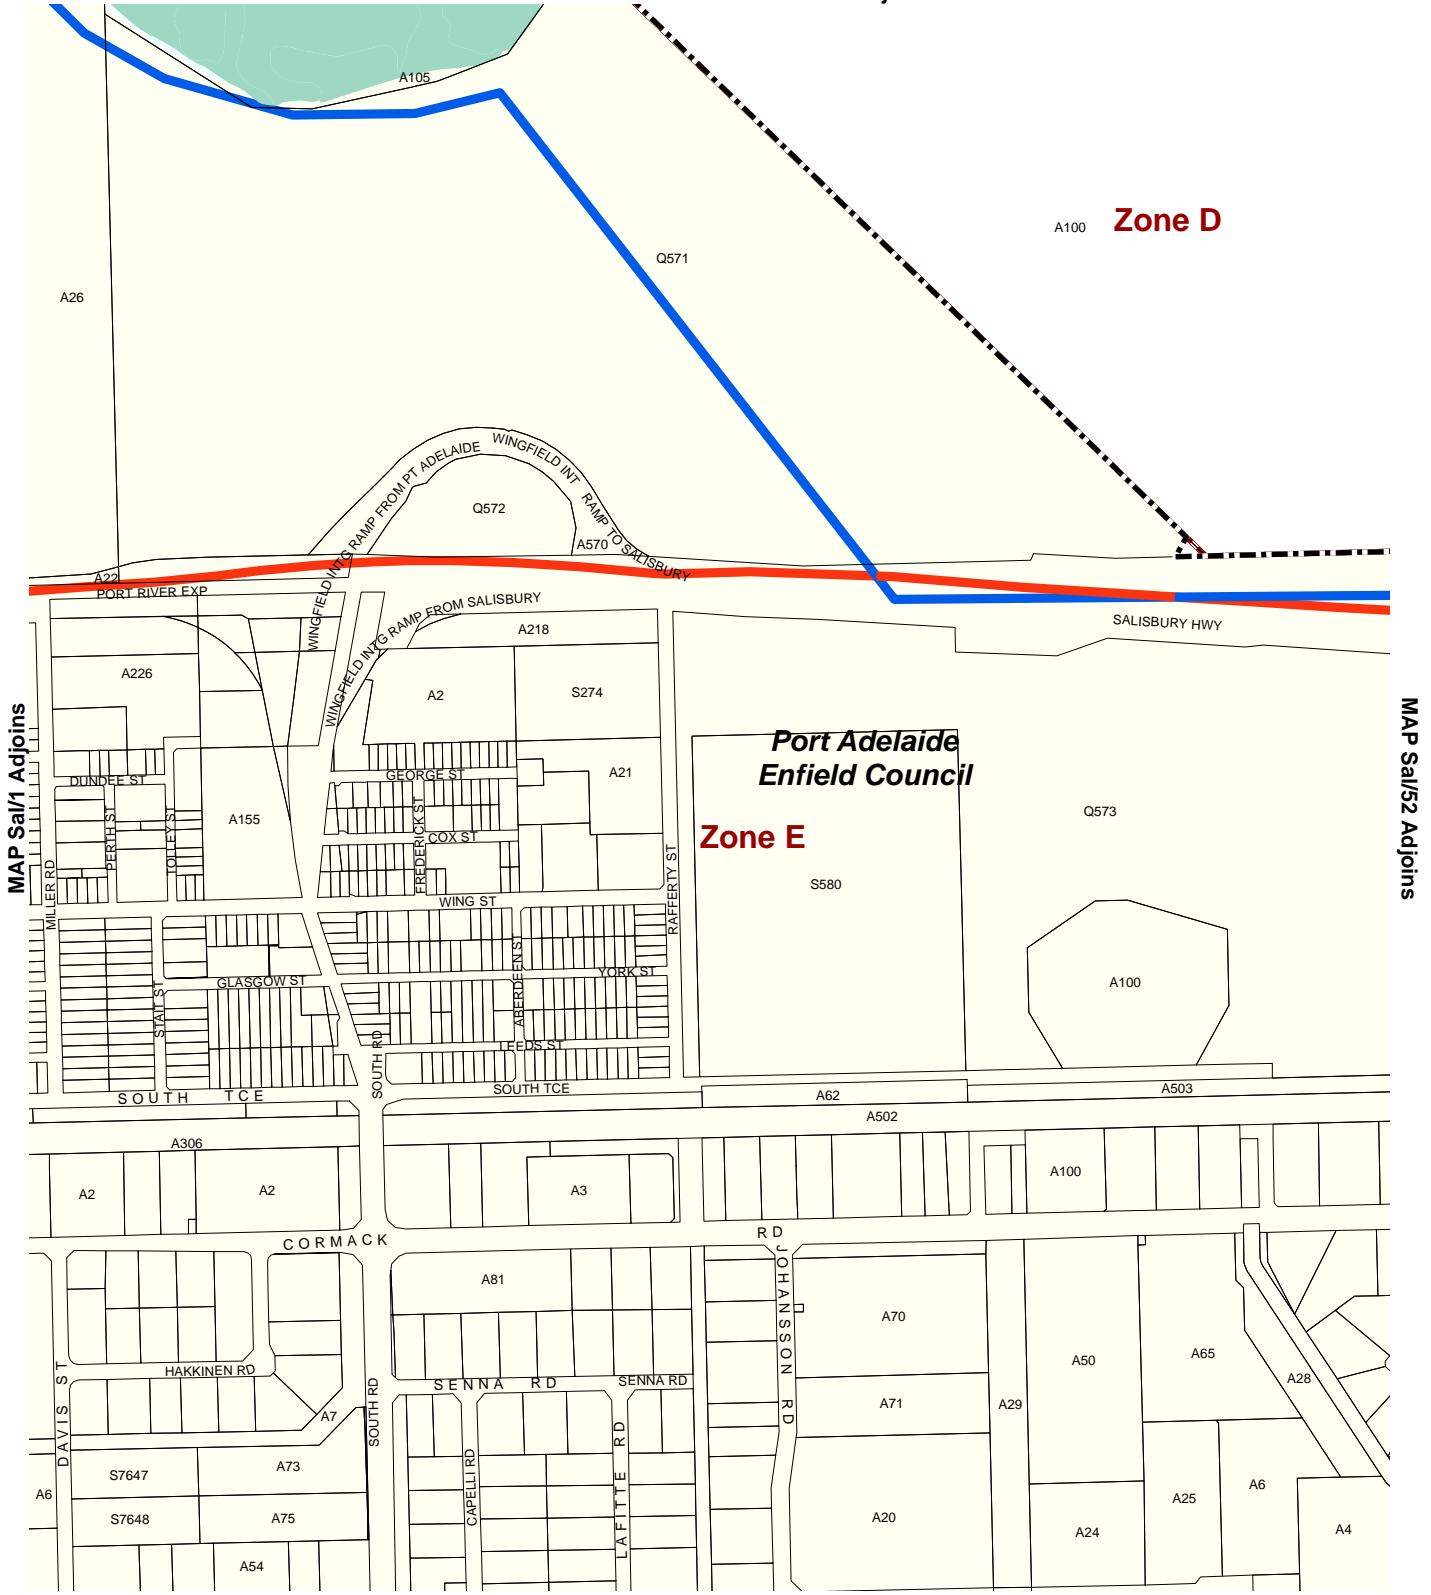 A105
A100
Zone D
Q571
A26
WINGFIELD INTG RAMP FROM PT ADELAIDE
WINGFIELD INT RAMP TO SALISBURY
Q572
A570
A22
PORT RIVER EXP
WINGFIELD INTG RAMP FROM SALISBURY
SALISBURY HWY
A218
A226
A2
S274
MAP Sal/1 Adjoins
MAP Sal/52 Adjoins
Port Adelaide
Enfield Council
DUNDEE ST
GEORGE ST
A21
Q573
A155
PERTH ST
TOLLEY ST
FREDERICK ST
COX ST
Zone E
MILLER RD
RAFFERTY ST
S580
WING ST
ABERDEEN ST
YORK ST
GLASGOW ST
A100
STAIT ST
SOUTH RD
LEEDS ST
SOUTH TCE
SOUTH TCE
A62
A503
A502
A306
A2
A2
A3
A100
CORMACK RD
JOHANSSON RD
A81
A70
A50
A65
HAKKINEN RD
SENNA RD
SENNA RD
A28
DAVIS ST
A7
SOUTH RD
A71
A29
LAFITTE RD
CAPELLI RD
S7647
A73
A6
S7648
A75
A20
A25
A6
A24
A4
A54